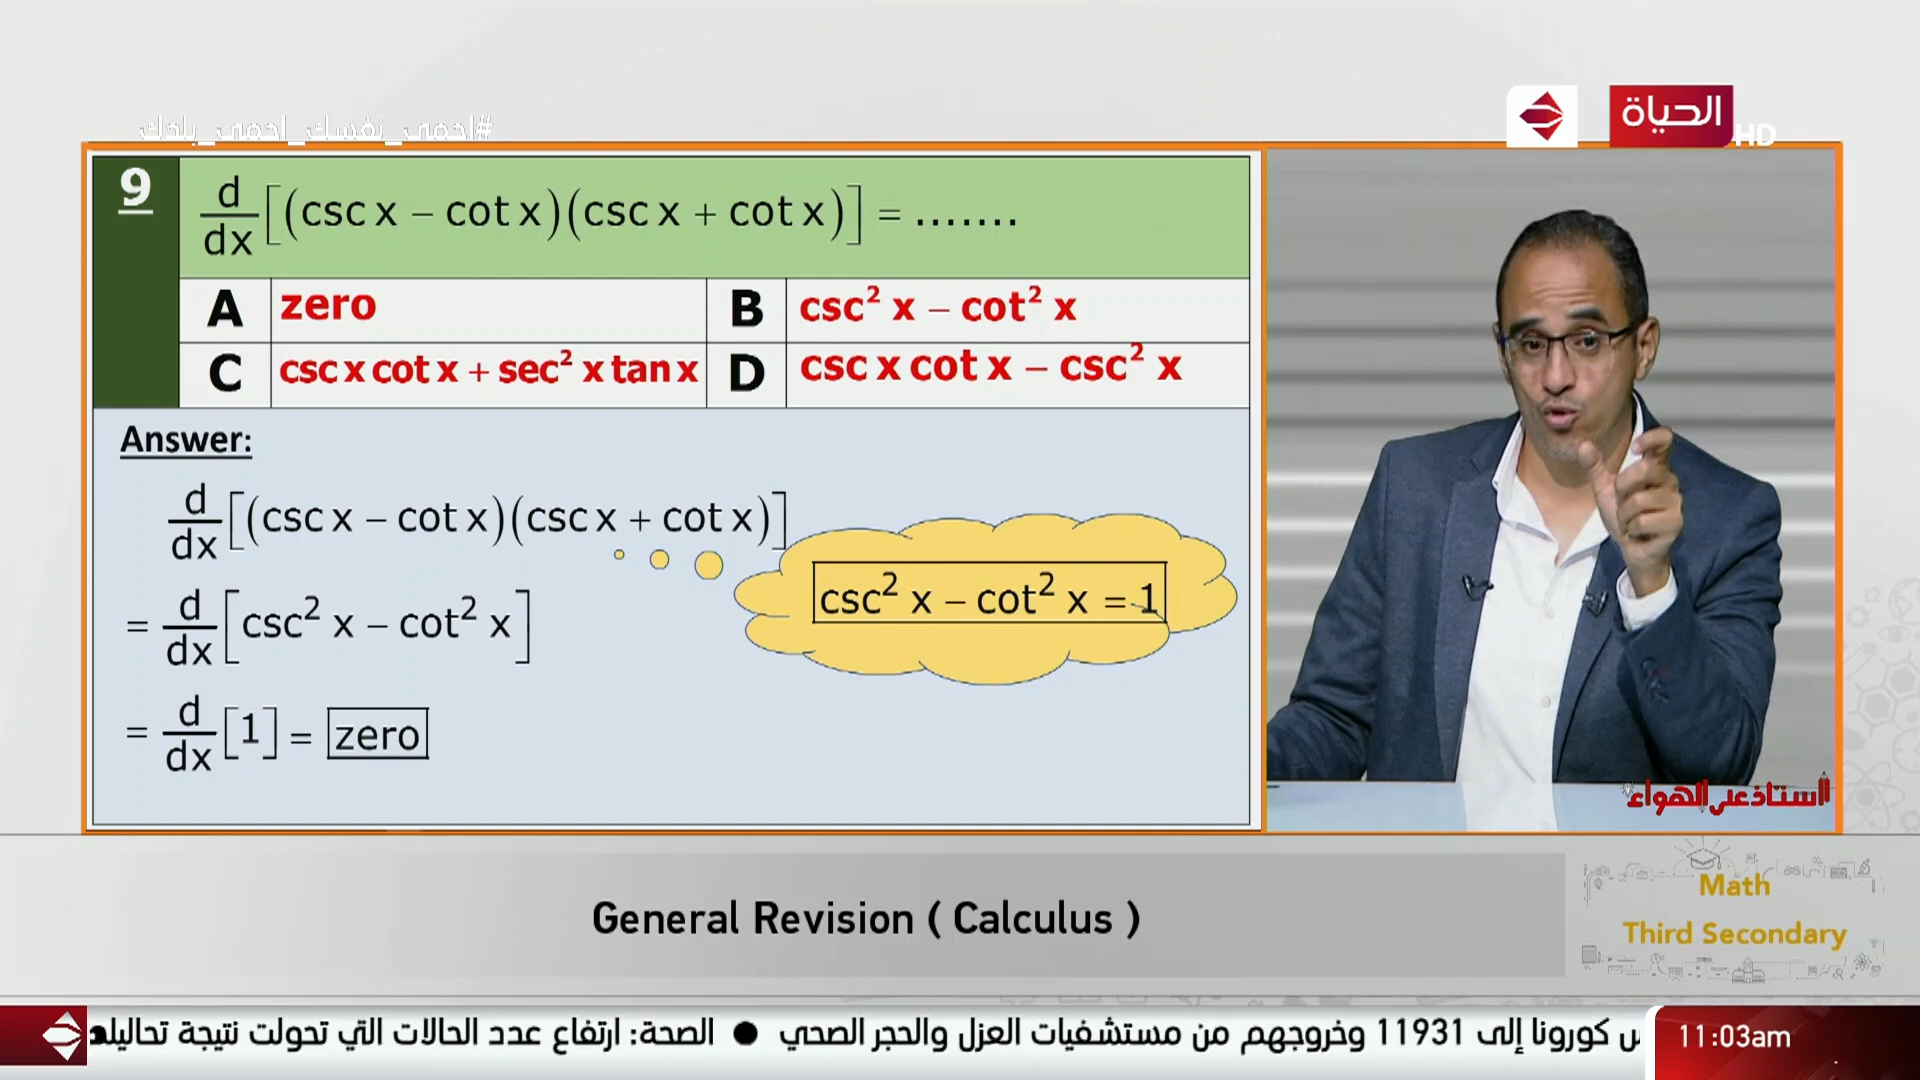 #احمي_نفسك_احمي_بلدك
الحياة
HD
9
d/dx [(csc x − cot x)(csc x + cot x)] = .......
A zero B csc² x − cot² x
C csc x cot x + sec² x tan x D csc x cot x − csc² x
Answer:
d/dx [(csc x − cot x)(csc x + cot x)]
csc² x − cot² x = 1
= d/dx [csc² x − cot² x]
= d/dx [1] = zero
أستاذ على الهواء
General Revision ( Calculus )
Math
Third Secondary
كورونا إلى 11931 وخروجهم من مستشفيات العزل والحجر الصحي ● الصحة: ارتفاع عدد الحالات التي تحولت نتيجة تحاليله
11:03am